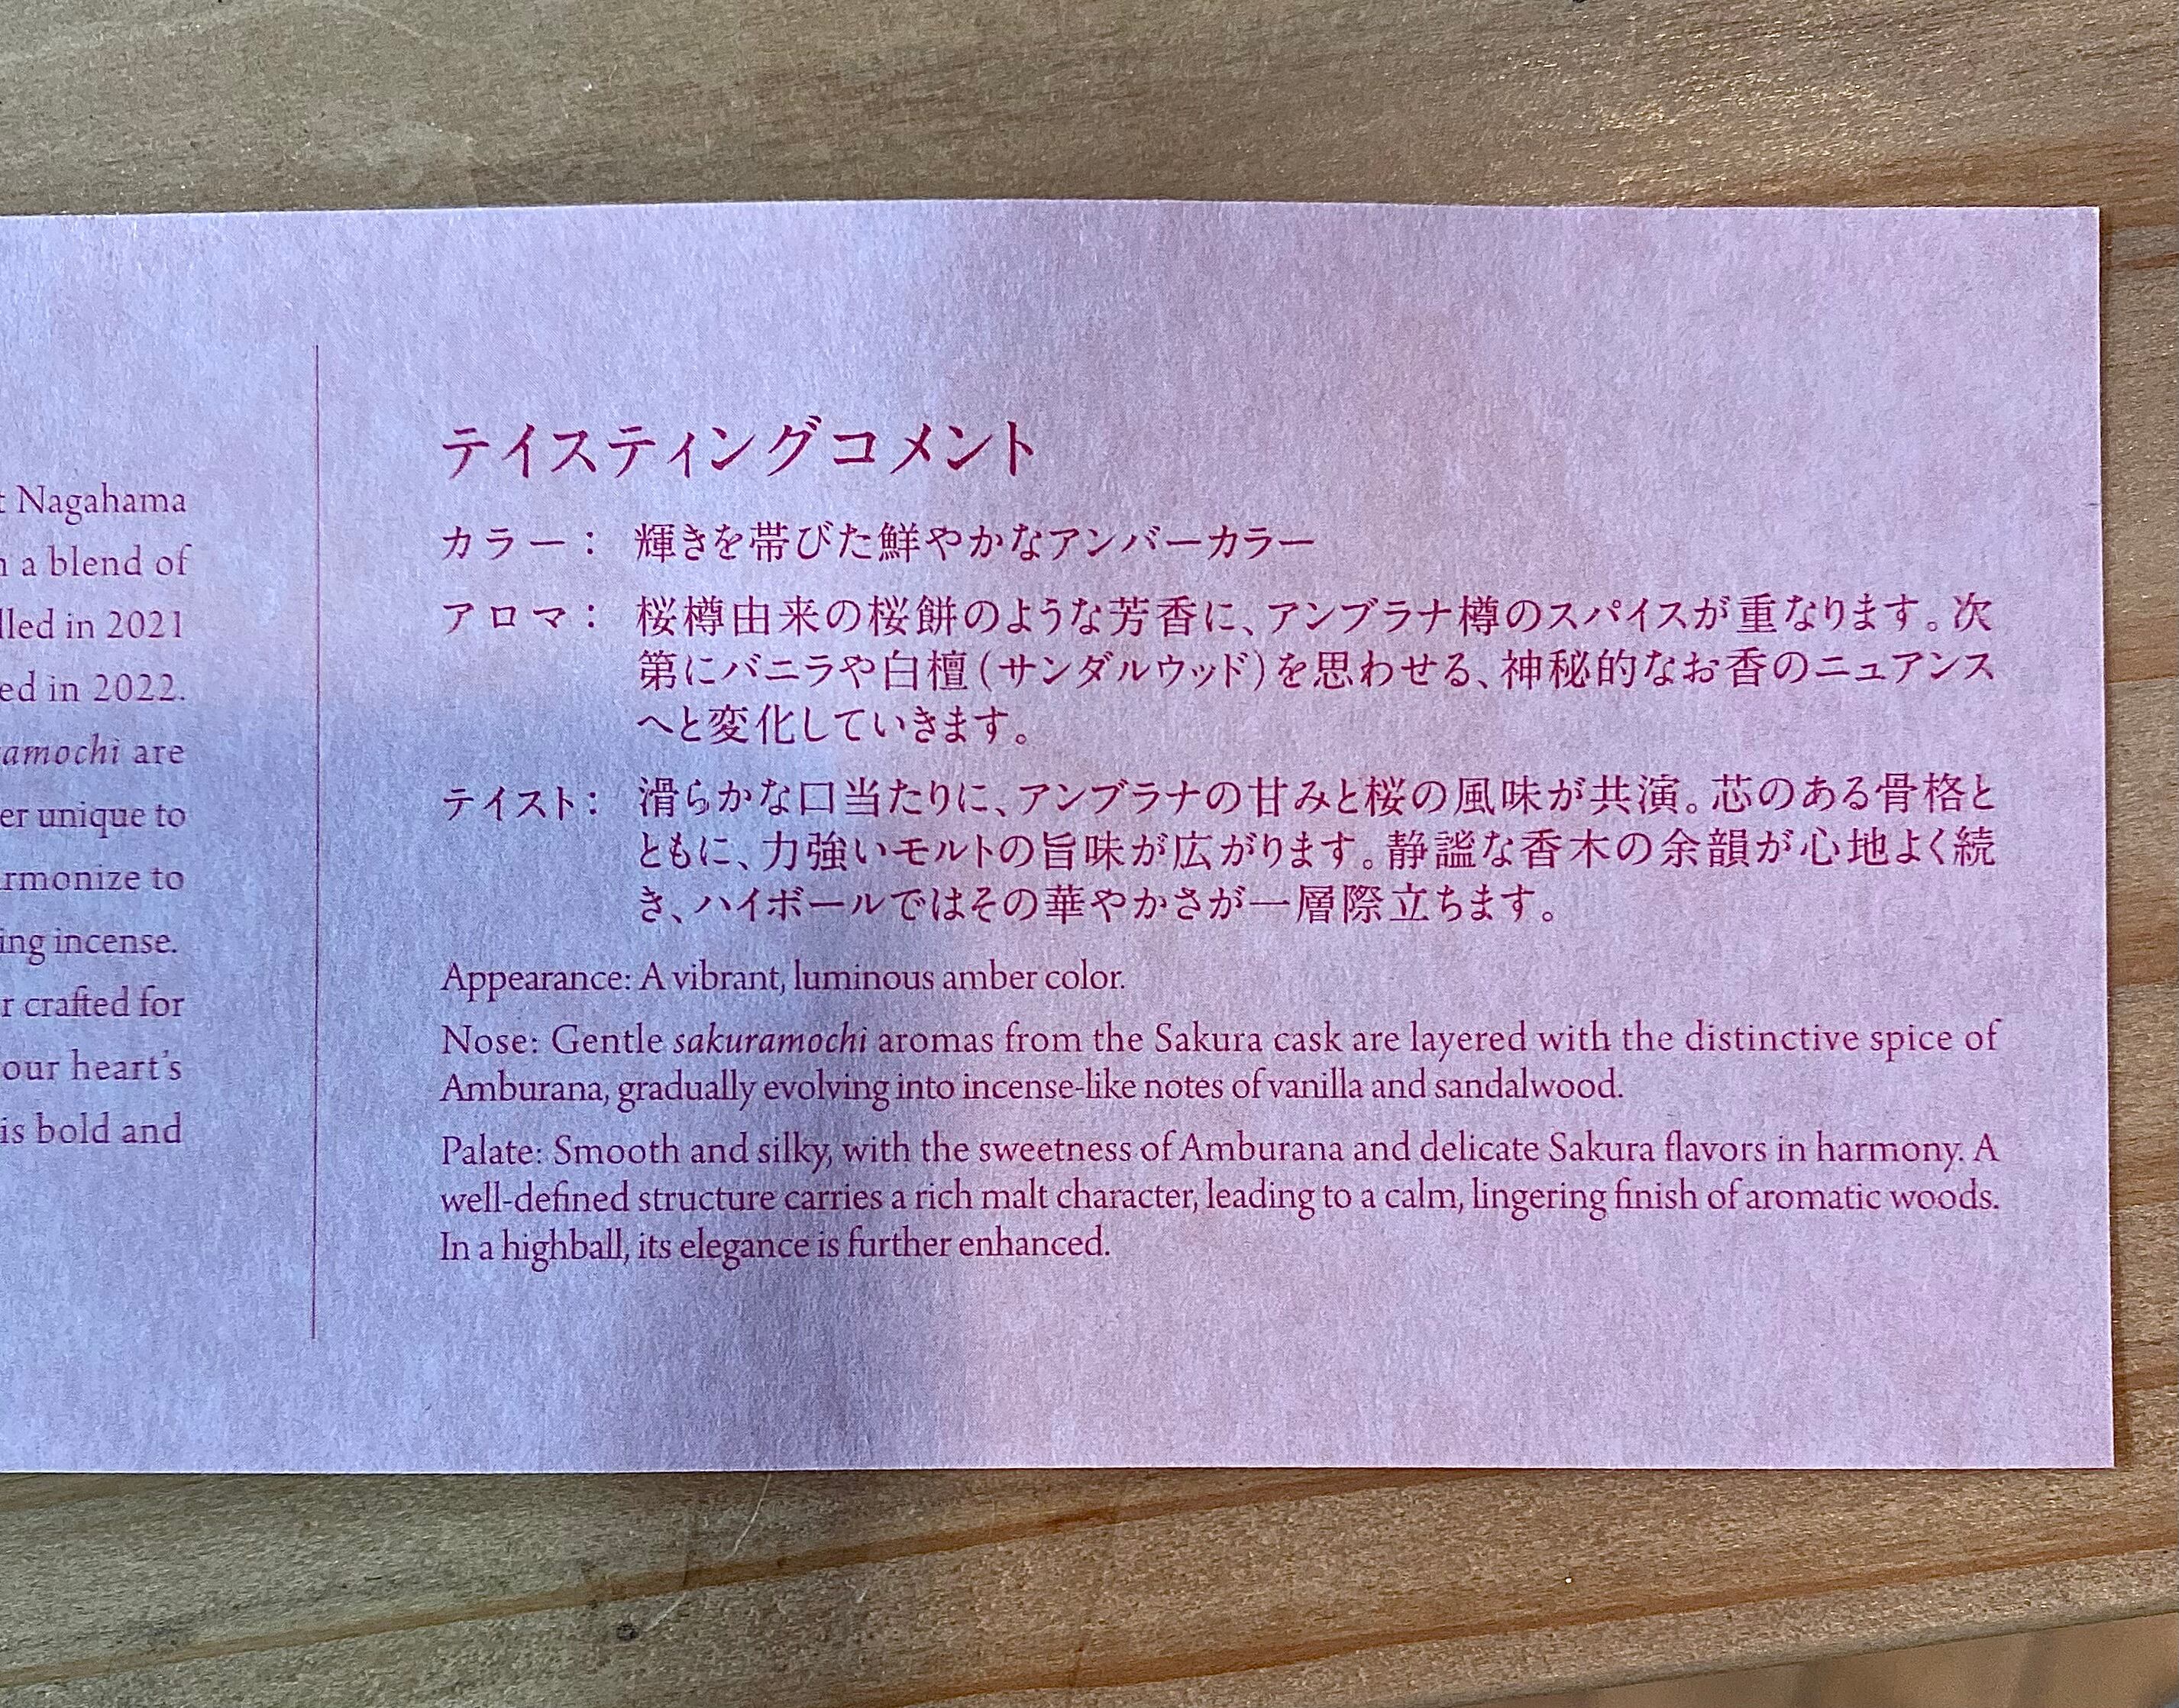 t Nagahama
a blend of
lled in 2021
ed in 2022.
amochi are
er unique to
rmonize to
ing incense.
r crafted for
our heart's
is bold and
テイスティングコメント
カラー： 輝きを帯びた鮮やかなアンバーカラー
アロマ： 桜樽由来の桜餅のような芳香に、アンブラナ樽のスパイスが重なります。次
第にバニラや白檀（サンダルウッド）を思わせる、神秘的なお香のニュアンス
へと変化していきます。
テイスト： 滑らかな口当たりに、アンブラナの甘みと桜の風味が共演。芯のある骨格と
ともに、力強いモルトの旨味が広がります。静謐な香木の余韻が心地よく続
き、ハイボールではその華やかさが一層際立ちます。
Appearance: A vibrant, luminous amber color.
Nose: Gentle sakuramochi aromas from the Sakura cask are layered with the distinctive spice of
Amburana, gradually evolving into incense-like notes of vanilla and sandalwood.
Palate: Smooth and silky, with the sweetness of Amburana and delicate Sakura flavors in harmony. A
well-defined structure carries a rich malt character, leading to a calm, lingering finish of aromatic woods.
In a highball, its elegance is further enhanced.